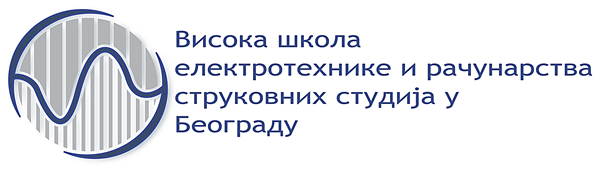 Висока школа
електротехнике и рачунарства
струковних студија у
Београду